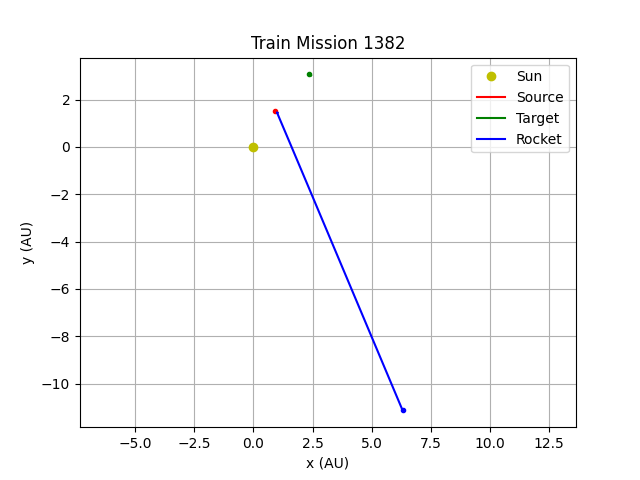 Train Mission 1382
Sun
Source
Target
Rocket
2
0
−2
−4
−6
−8
−10
y (AU)
−5.0 −2.5 0.0 2.5 5.0 7.5 10.0 12.5
x (AU)